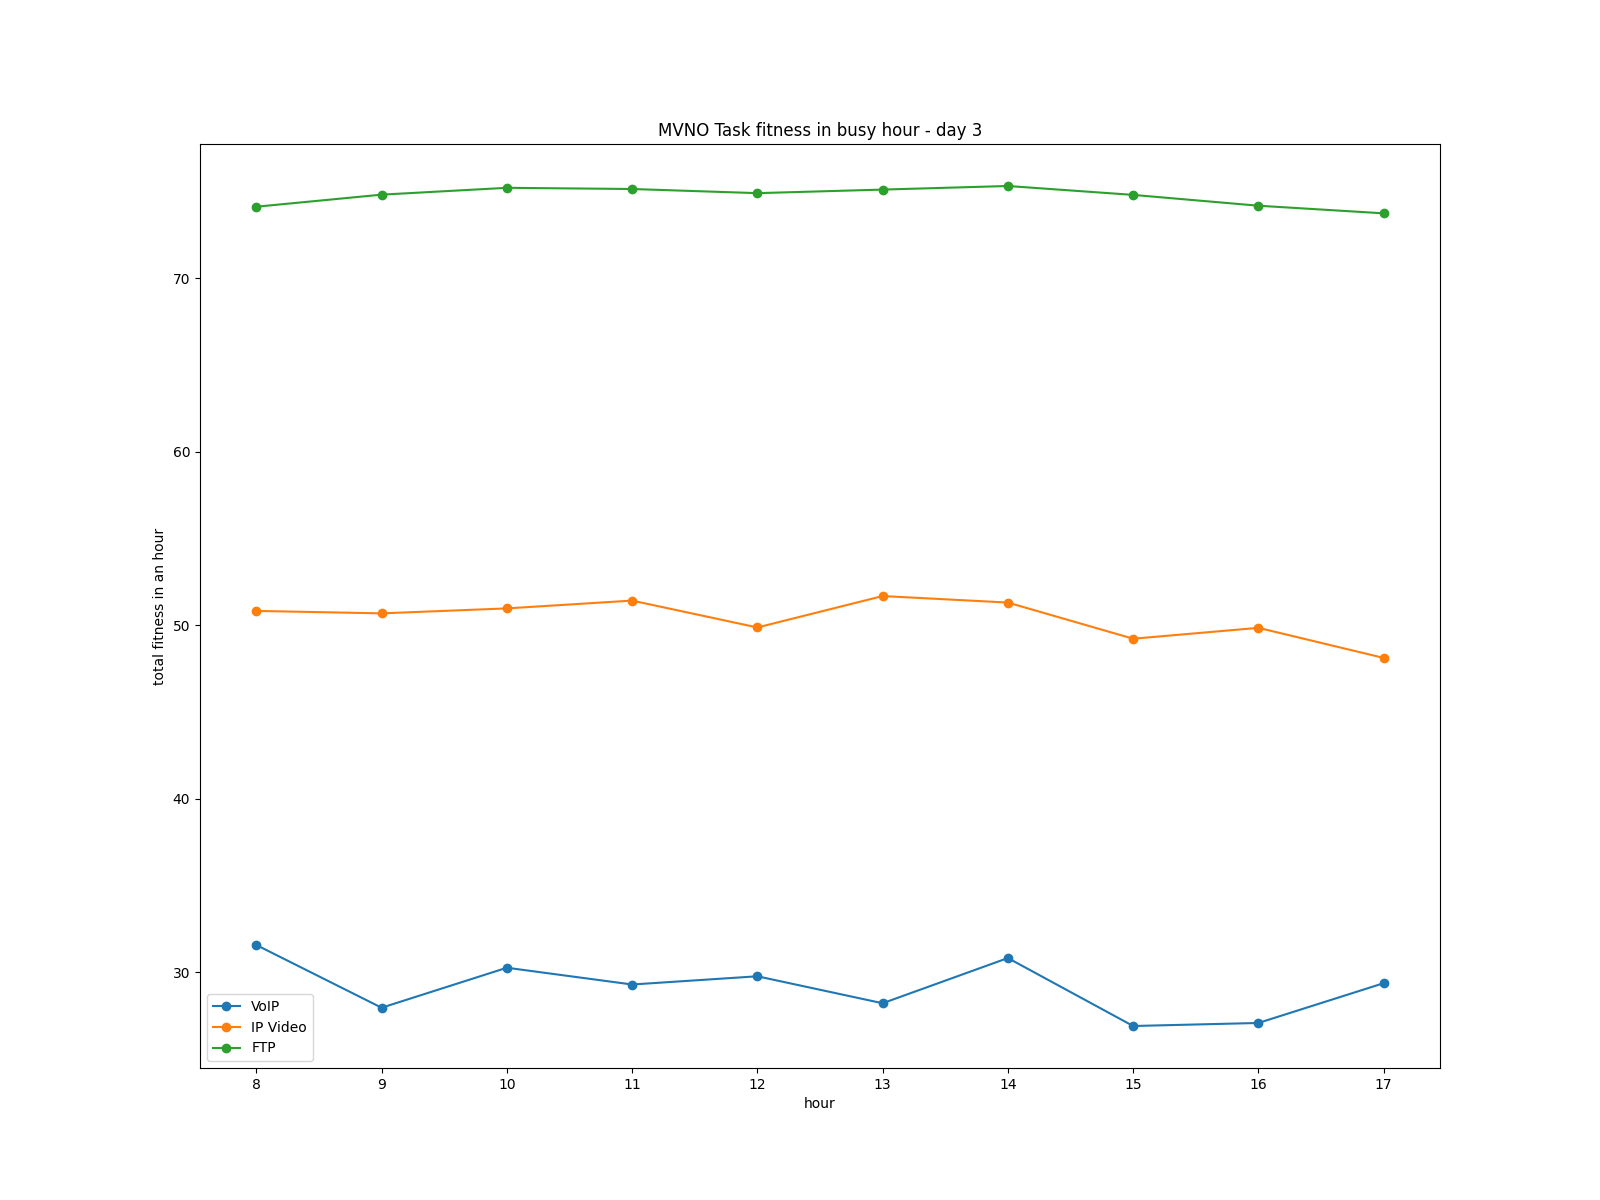 MVNO Task fitness in busy hour - day 3
total fitness in an hour
70
60
50
40
30
VoIP
IP Video
FTP
8 9 10 11 12 13 14 15 16 17
hour